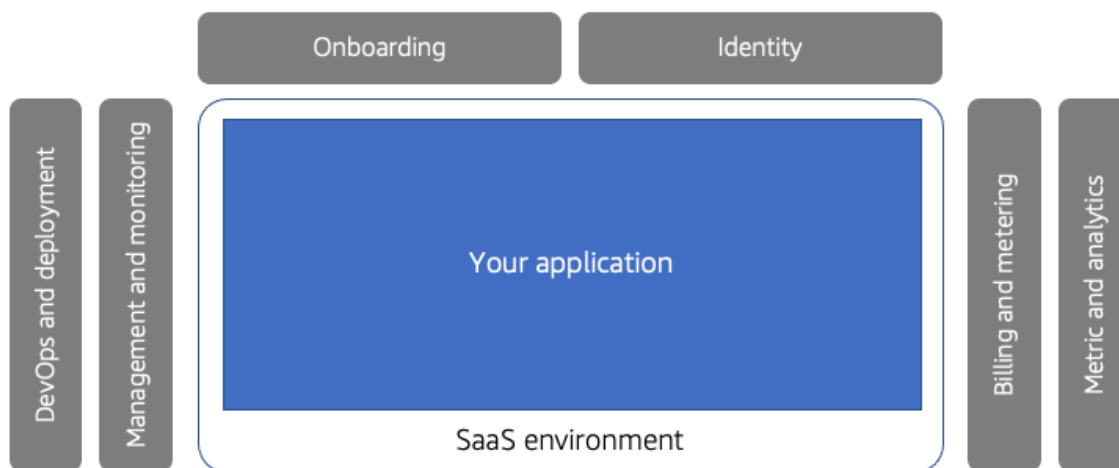 Onboarding
Identity
DevOps and deployment
Management and monitoring
Your application
SaaS environment
Billing and metering
Metric and analytics